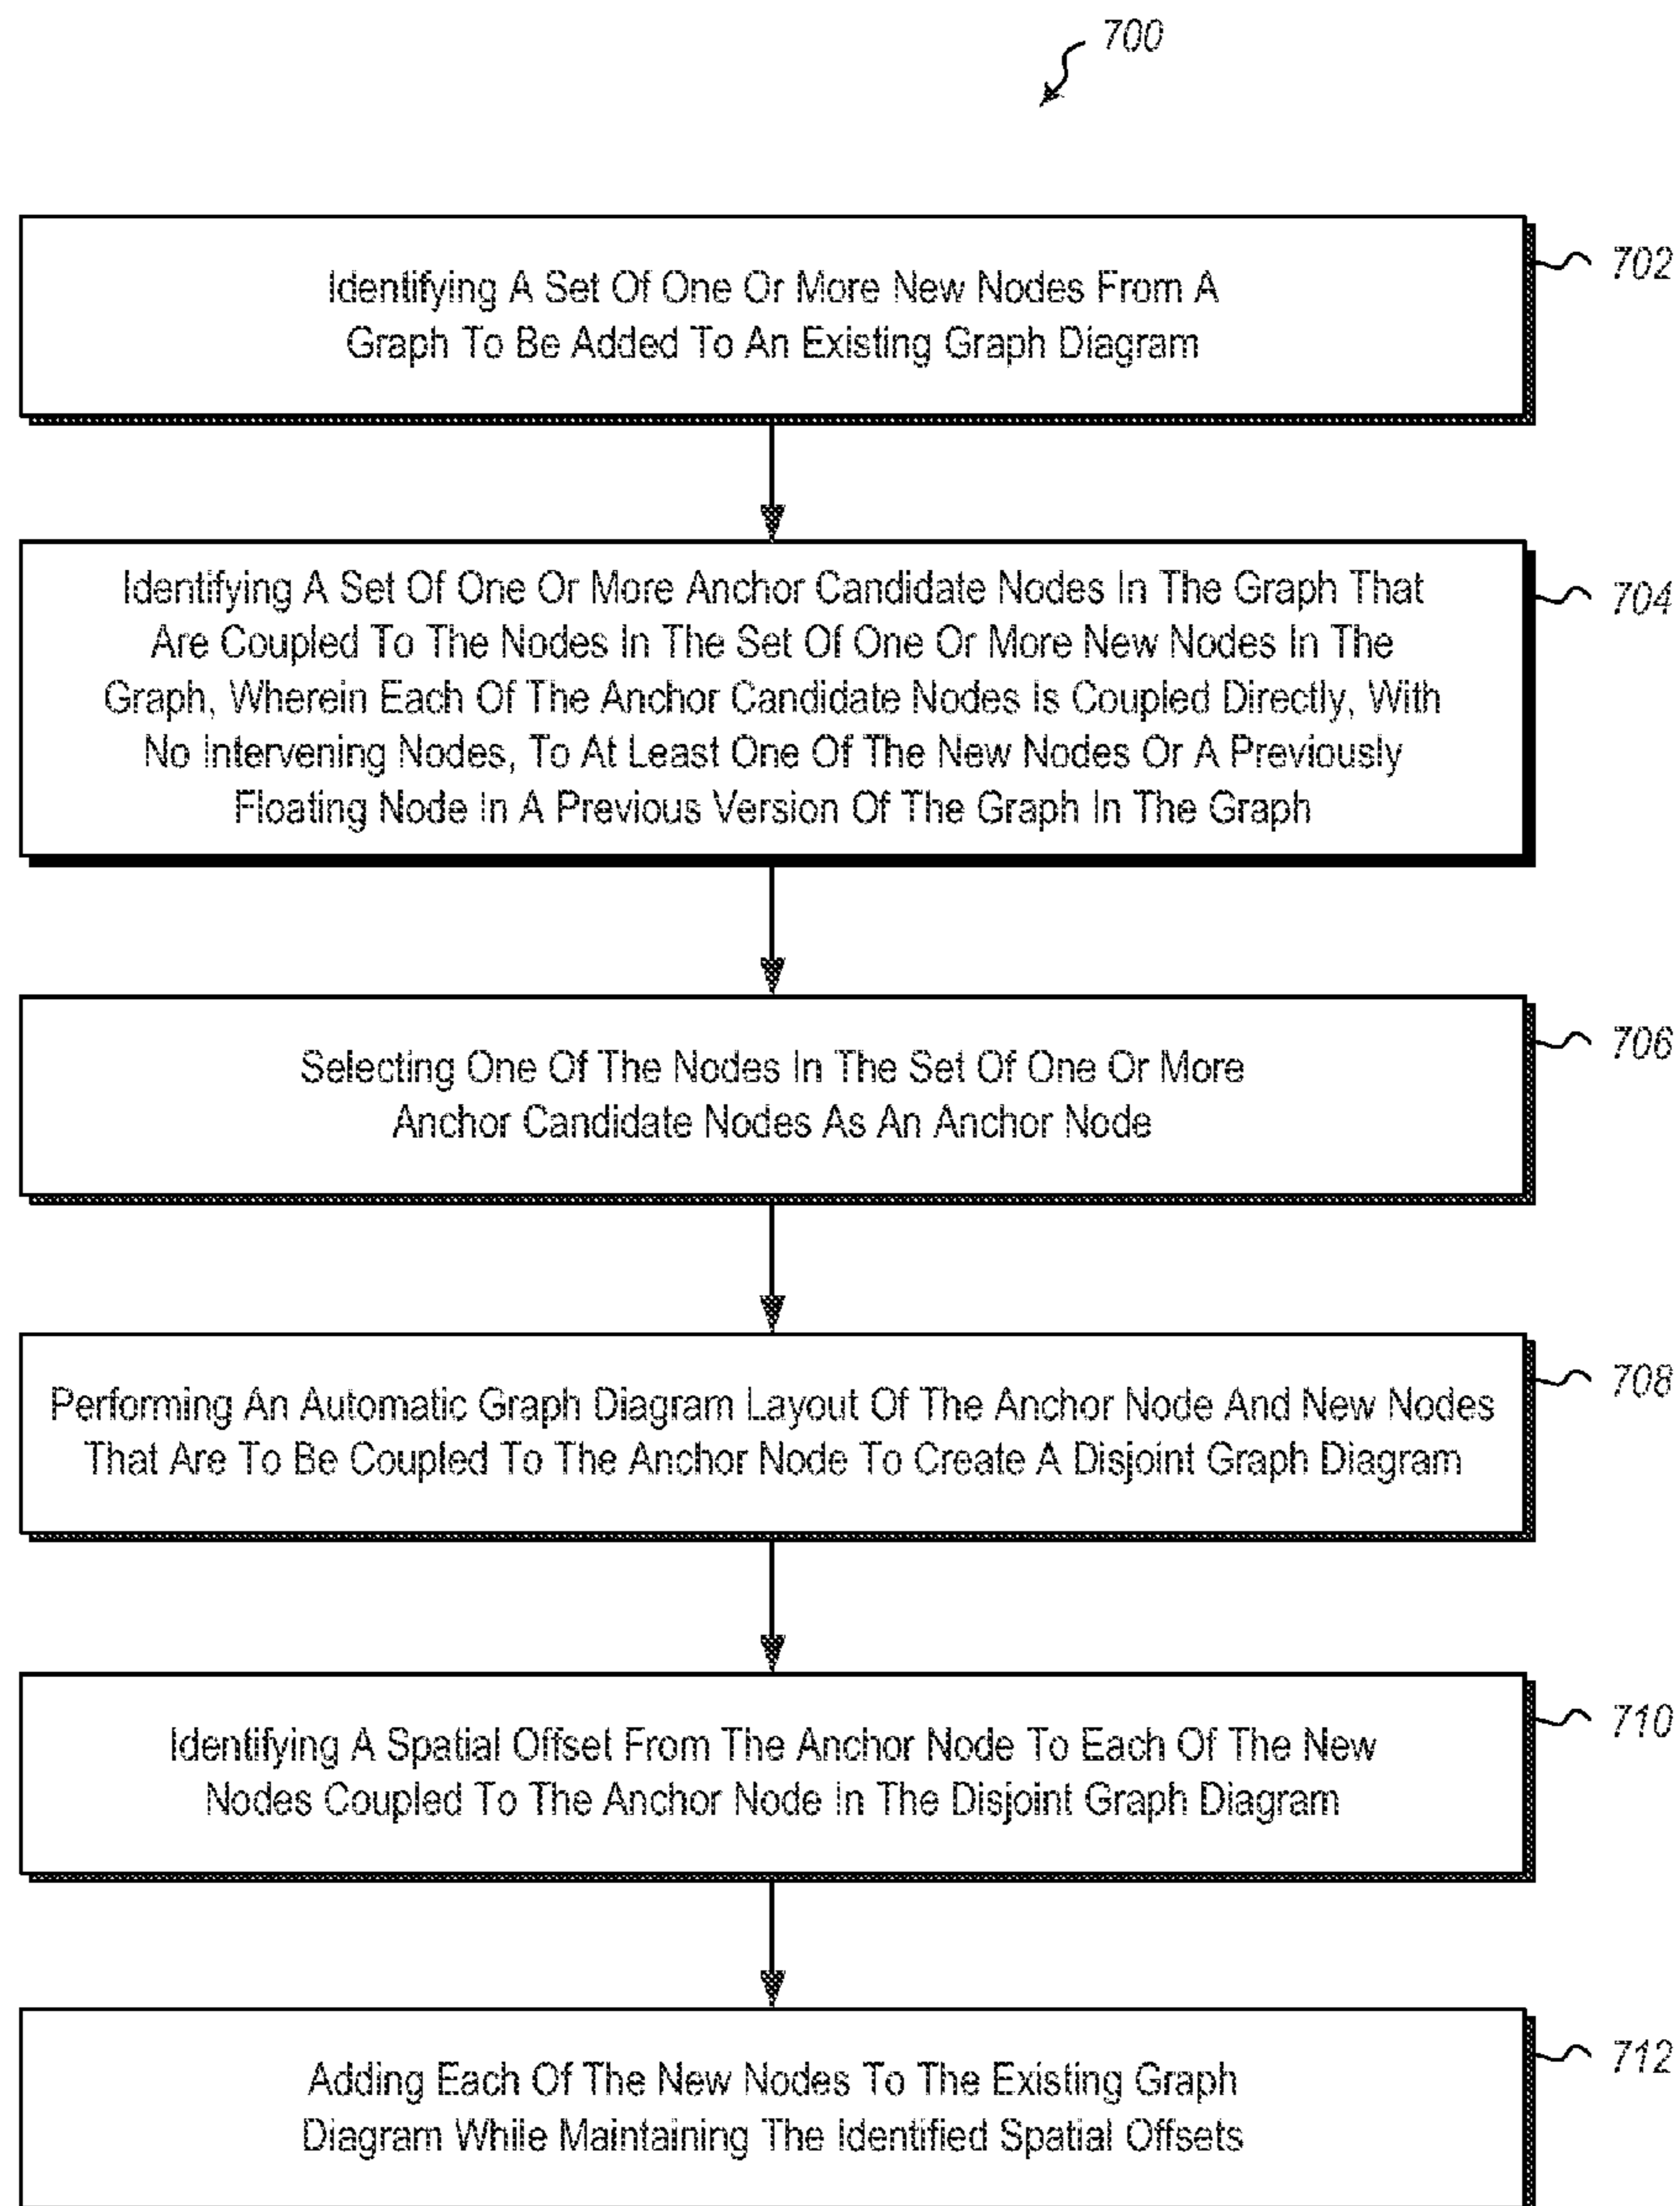 700
Identifying A Set Of One Or More New Nodes From A
Graph To Be Added To An Existing Graph Diagram
702
Identifying A Set Of One Or More Anchor Candidate Nodes In The Graph That
Are Coupled To The Nodes In The Set Of One Or More New Nodes In The
Graph, Wherein Each Of The Anchor Candidate Nodes Is Coupled Directly, With
No Intervening Nodes, To At Least One Of The New Nodes Or A Previously
Floating Node In A Previous Version Of The Graph In The Graph
704
Selecting One Of The Nodes In The Set Of One Or More
Anchor Candidate Nodes As An Anchor Node
706
Performing An Automatic Graph Diagram Layout Of The Anchor Node And New Nodes
That Are To Be Coupled To The Anchor Node To Create A Disjoint Graph Diagram
708
Identifying A Spatial Offset From The Anchor Node To Each Of The New
Nodes Coupled To The Anchor Node In The Disjoint Graph Diagram
710
Adding Each Of The New Nodes To The Existing Graph
Diagram While Maintaining The Identified Spatial Offsets
712